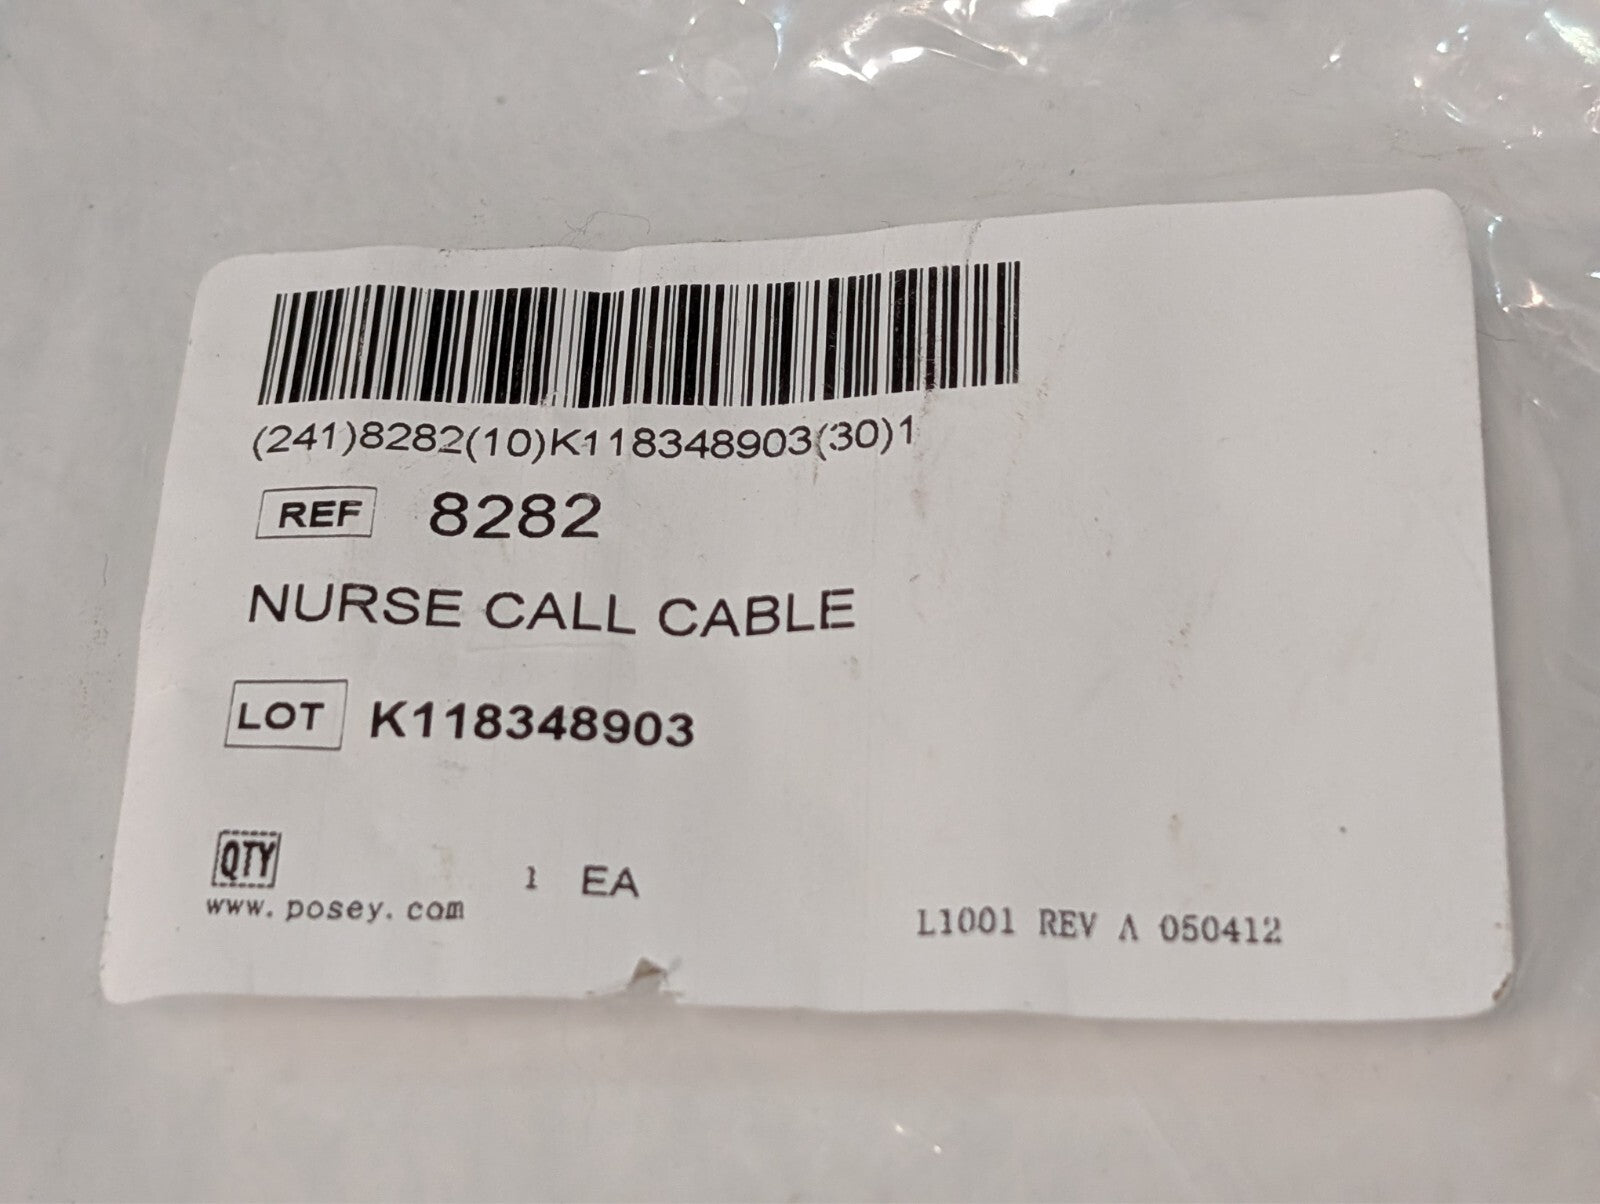 (241)8282(10)K118348903(30)1
REF 8282
NURSE CALL CABLE
LOT K118348903
QTY 1 EA
www.posey.com
L1001 REV A 050412